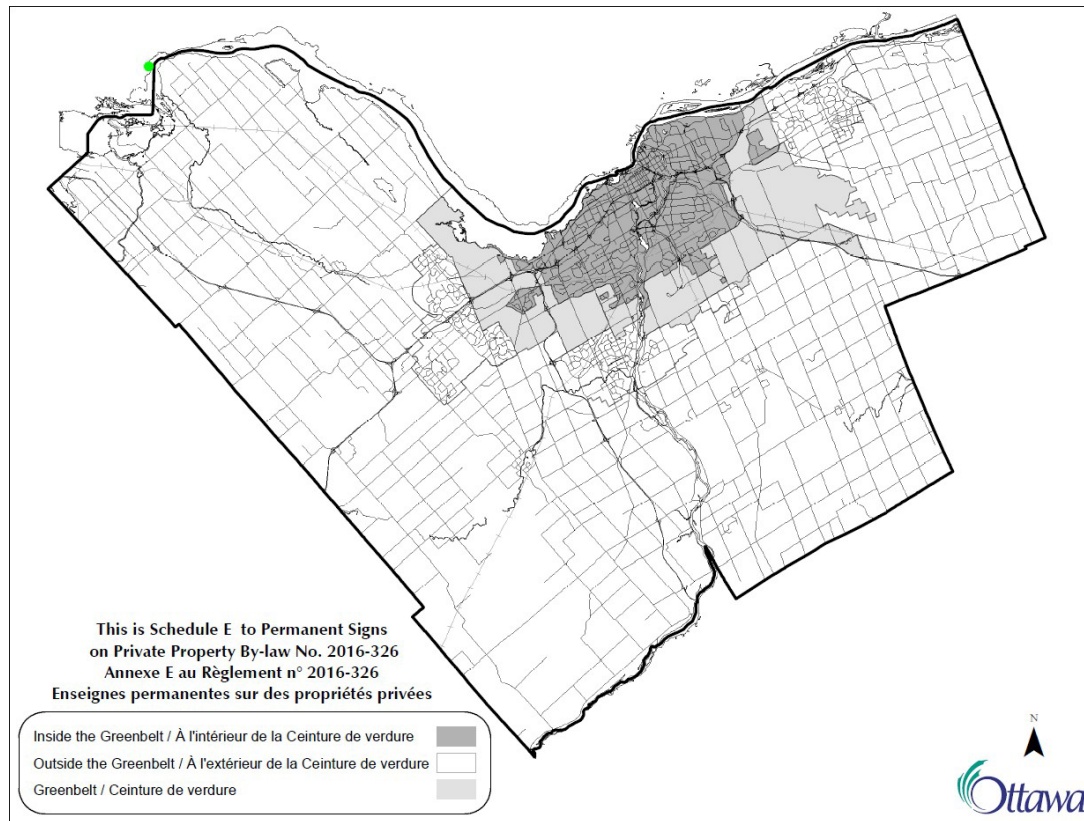 This is Schedule E to Permanent Signs
on Private Property By-law No. 2016-326
Annexe E au Règlement n° 2016-326
Enseignes permanentes sur des propriétés privées
Inside the Greenbelt / À l'intérieur de la Ceinture de verdure
Outside the Greenbelt / À l'extérieur de la Ceinture de verdure
Greenbelt / Ceinture de verdure
N
Ottawa